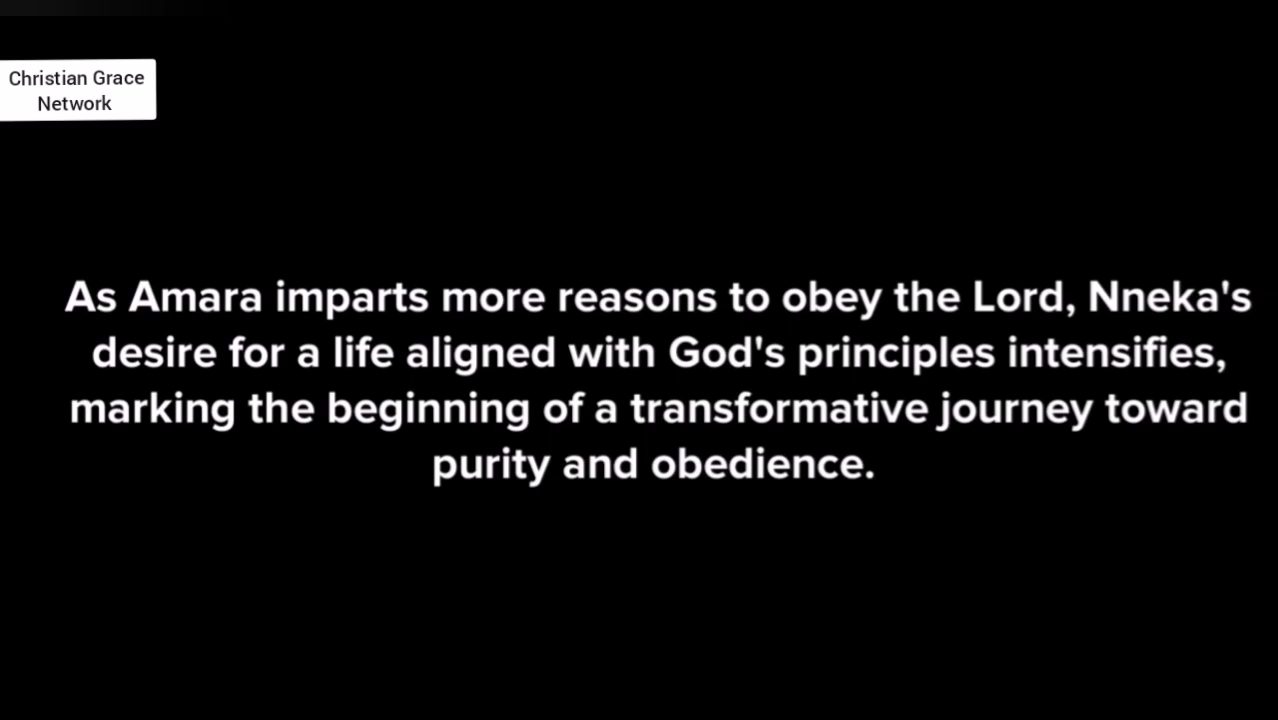 Christian Grace
Network
As Amara imparts more reasons to obey the Lord, Nneka's
desire for a life aligned with God's principles intensifies,
marking the beginning of a transformative journey toward
purity and obedience.